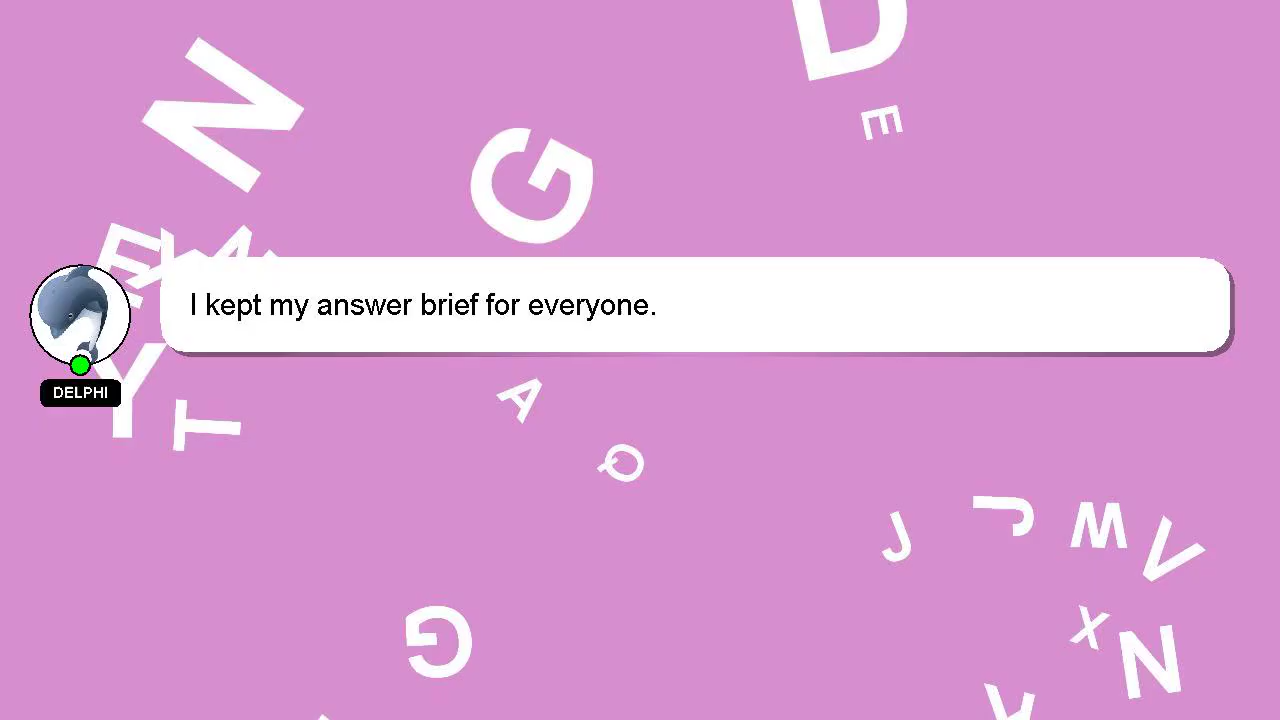 I kept my answer brief for everyone.
DELPHI
N
D
E
G
E
Y
T
A
Q
J
J
W
V
X
N
G